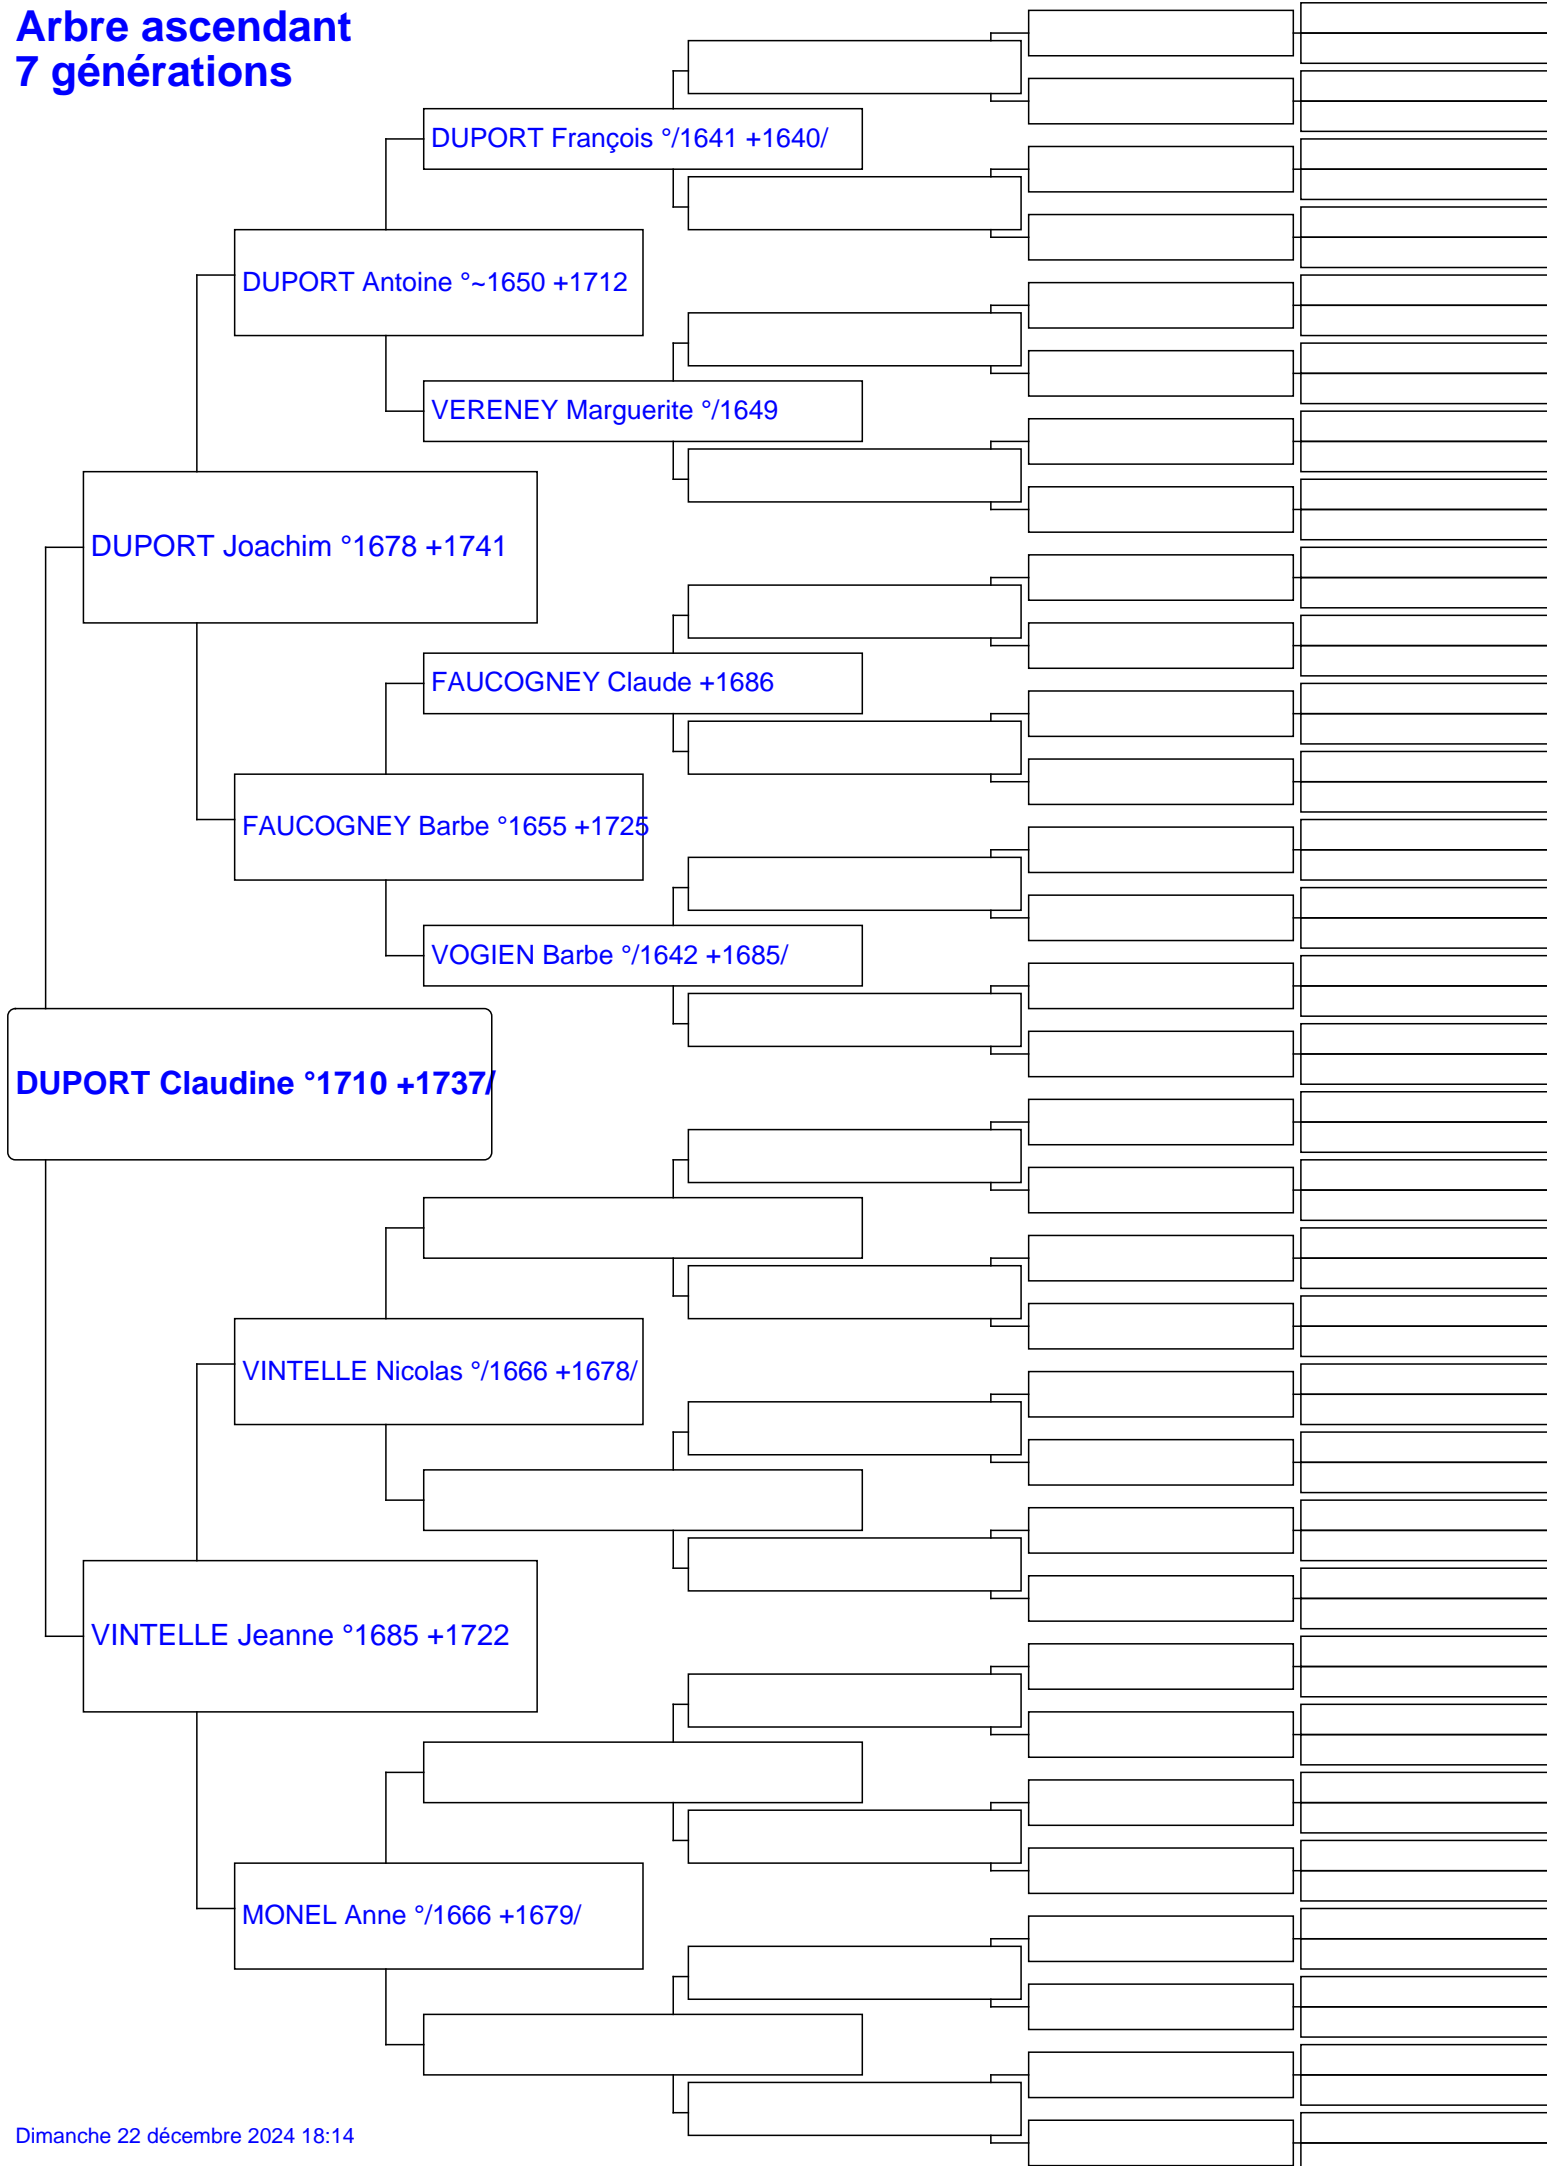 Arbre ascendant
7 générations
DUPORT François °/1641 +1640/
DUPORT Antoine °~1650 +1712
VERENEY Marguerite °/1649
DUPORT Joachim °1678 +1741
FAUCOGNEY Claude +1686
FAUCOGNEY Barbe °1655 +1725
VOGIEN Barbe °/1642 +1685/
DUPORT Claudine °1710 +1737/
VINTELLE Nicolas °/1666 +1678/
VINTELLE Jeanne °1685 +1722
MONEL Anne °/1666 +1679/
Dimanche 22 décembre 2024 18:14